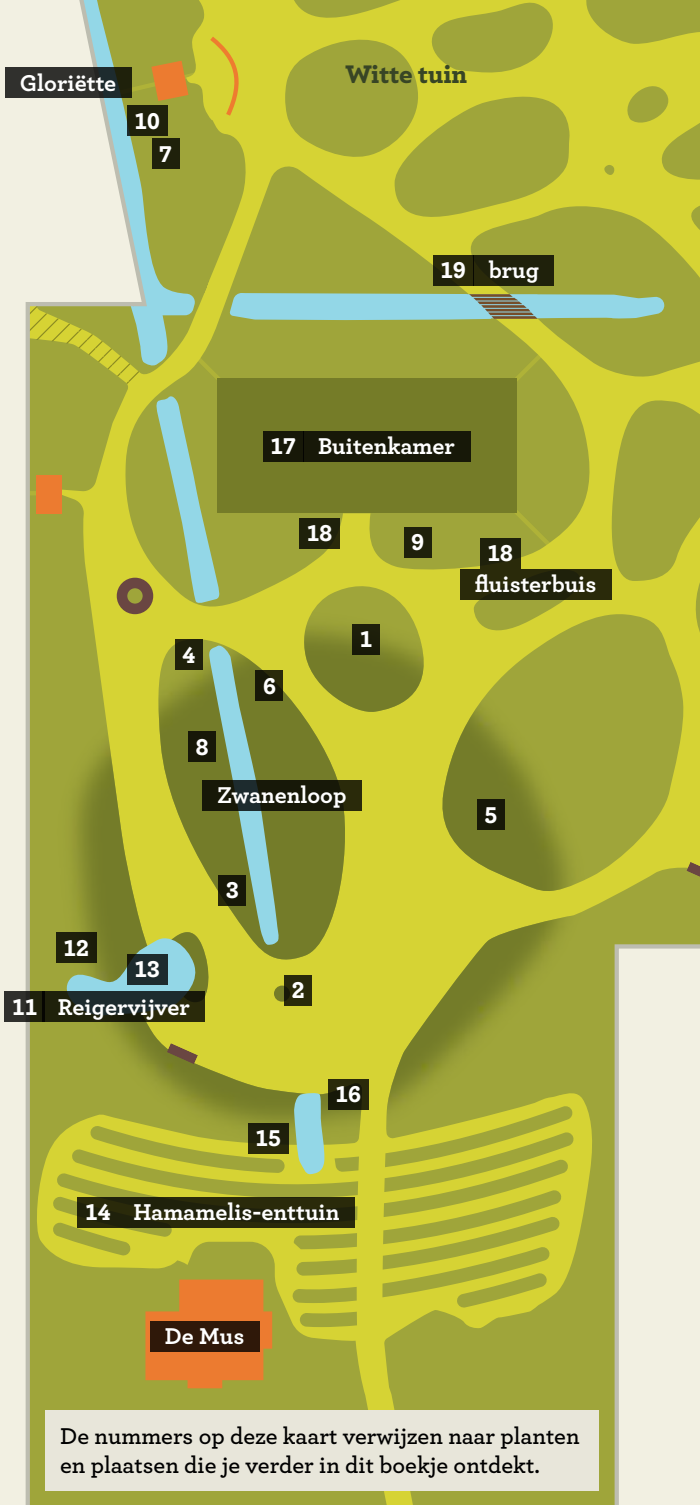 Witte tuin
Gloriëtte
10
7
19 brug
17 Buitenkamer
18
9
18
fluisterbuis
1
4
6
8
Zwanenloop
5
3
12
13
2
11 Reigervijver
16
15
14 Hamamelis-enttuin
De Mus
De nummers op deze kaart verwijzen naar planten
en plaatsen die je verder in dit boekje ontdekt.